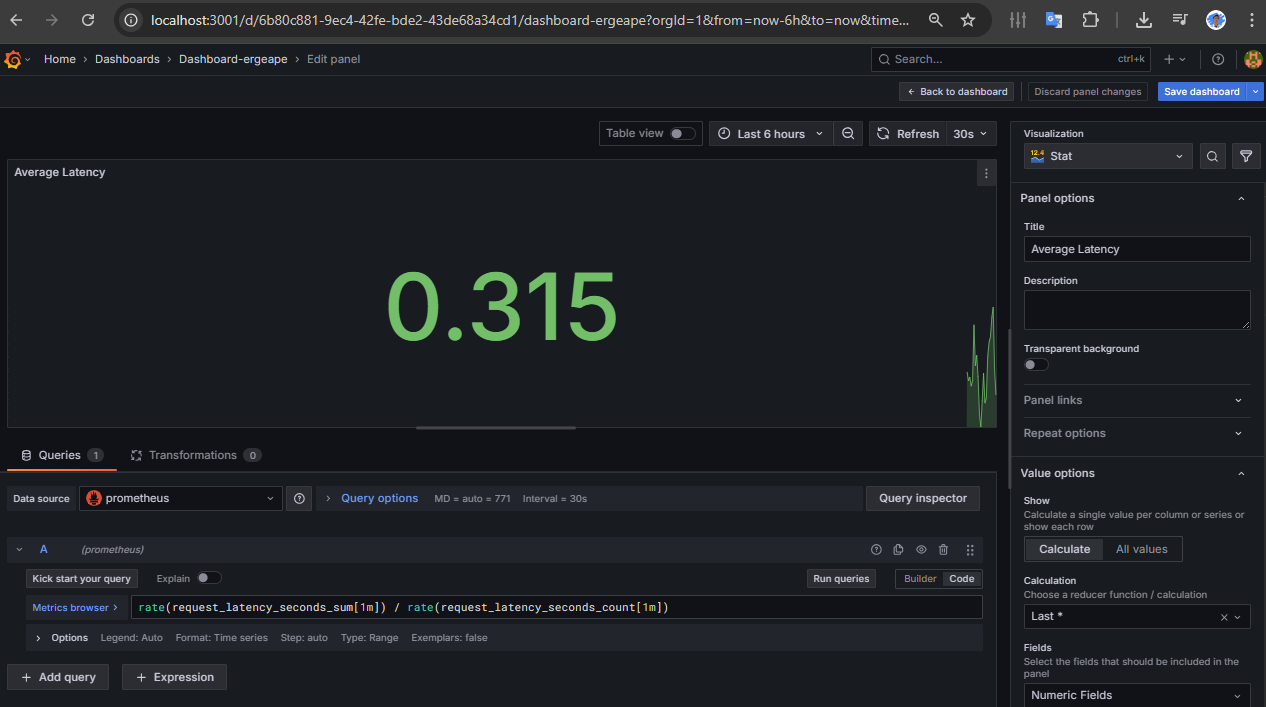 localhost:3001/d/6b80c881-9ec4-42fe-bde2-43de68a34cd1/dashboard-ergeape?orgId=1&from=now-6h&to=now&time...
Home › Dashboards › Dashboard-ergeape › Edit panel
Search... ctrl+k
← Back to dashboard
Discard panel changes
Save dashboard
Table view
Last 6 hours
Refresh
30s
Average Latency
0.315
Queries 1
Transformations 0
Data source
prometheus
Query options MD = auto = 771 Interval = 30s
Query inspector
A (prometheus)
Kick start your query
Explain
Run queries
Builder Code
Metrics browser >
rate(request_latency_seconds_sum[1m]) / rate(request_latency_seconds_count[1m])
Options Legend: Auto Format: Time series Step: auto Type: Range Exemplars: false
+ Add query
+ Expression
Visualization
12.4
Stat
Panel options
Title
Average Latency
Description
Transparent background
Panel links
Repeat options
Value options
Show
Calculate a single value per column or series or
show each row
Calculate All values
Calculation
Choose a reducer function / calculation
Last *
Fields
Select the fields that should be included in the
panel
Numeric Fields